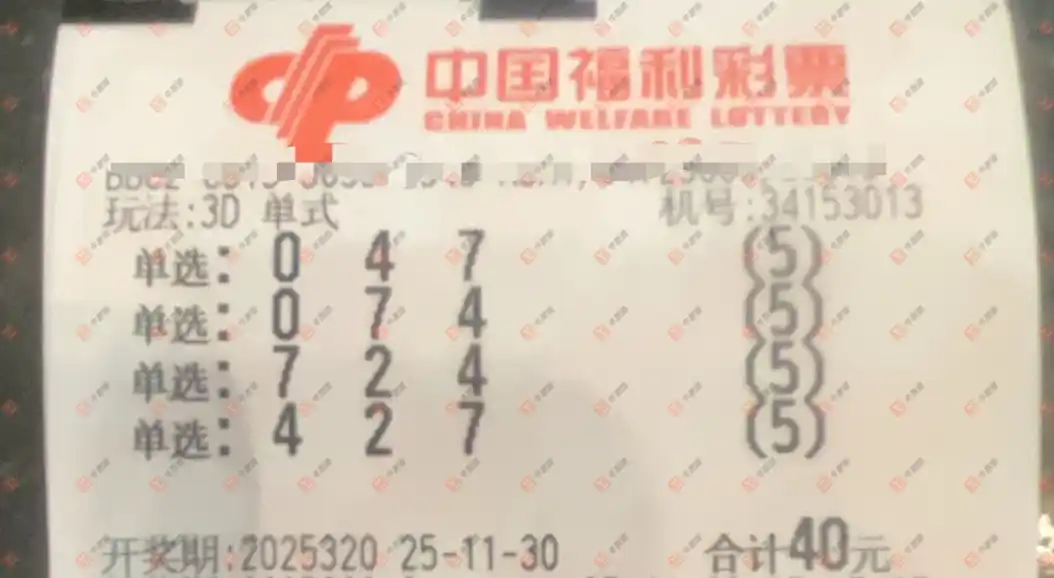 中国福利彩票
CHINA WELFARE LOTTERY
玩法:3D 单式 机号:34153013
单选: 0 4 7 (5)
单选: 0 7 4 (5)
单选: 7 2 4 (5)
单选: 4 2 7 (5)
开奖期:2025320 25-11-30 合计40元